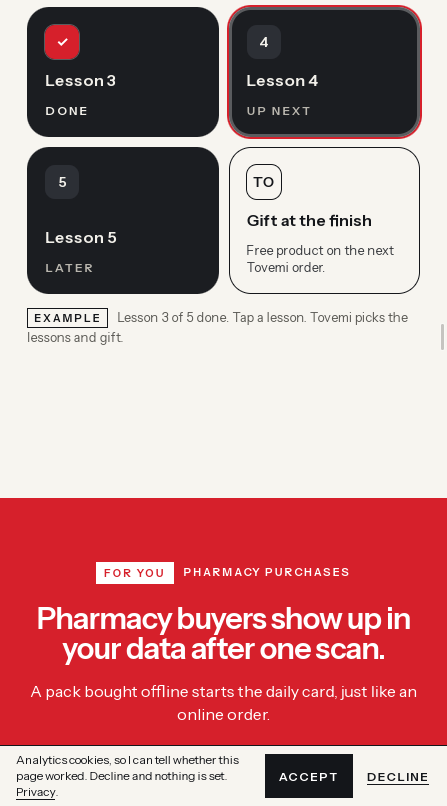 Lesson 3
DONE
4
Lesson 4
UP NEXT
5
Lesson 5
LATER
TO
Gift at the finish
Free product on the next
Tovemi order.
EXAMPLE Lesson 3 of 5 done. Tap a lesson. Tovemi picks the
lessons and gift.
FOR YOU PHARMACY PURCHASES
Pharmacy buyers show up in
your data after one scan.
A pack bought offline starts the daily card, just like an
online order.
Analytics cookies, so I can tell whether this
page worked. Decline and nothing is set.
Privacy.
ACCEPT
DECLINE